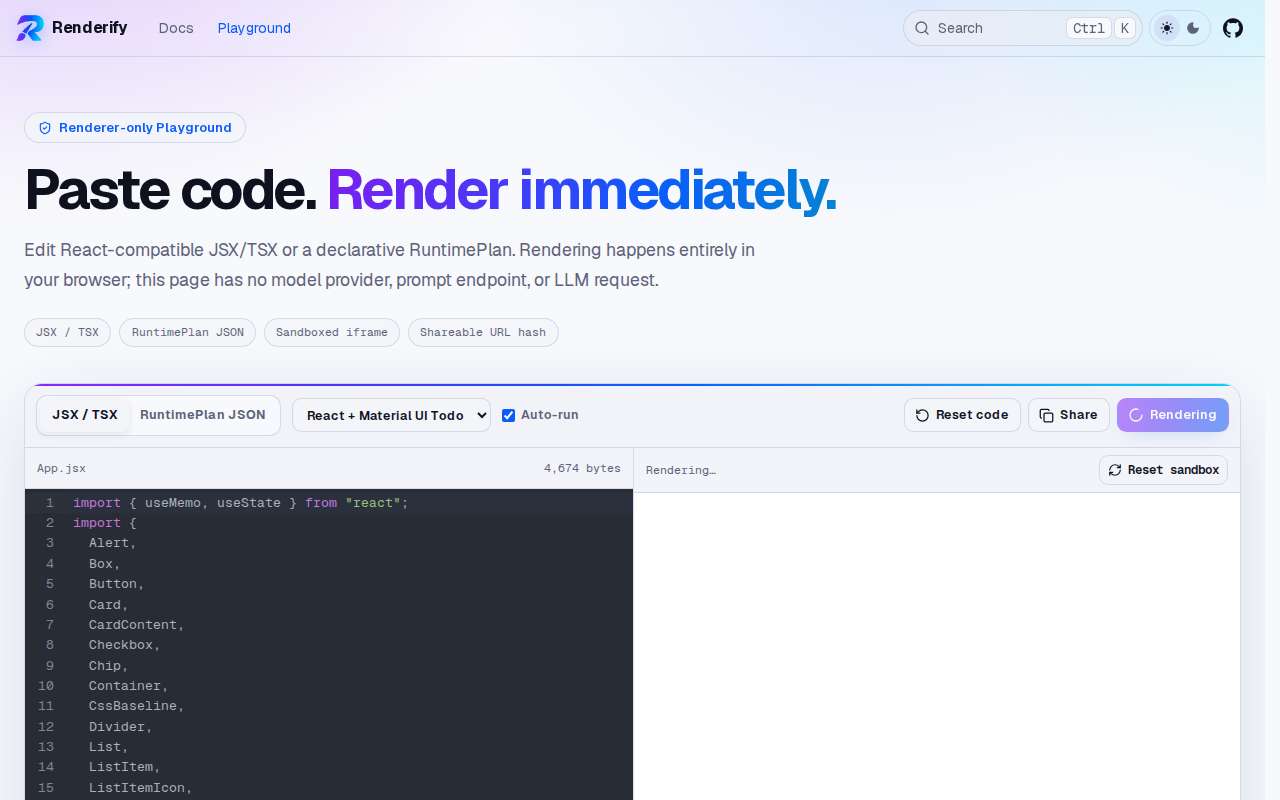 Renderify
Docs
Playground
Search
Ctrl
K
Renderer-only Playground
Paste code. Render immediately.
Edit React-compatible JSX/TSX or a declarative RuntimePlan. Rendering happens entirely in
your browser; this page has no model provider, prompt endpoint, or LLM request.
JSX / TSX
RuntimePlan JSON
Sandboxed iframe
Shareable URL hash
JSX / TSX
RuntimePlan JSON
React + Material UI Todo
Auto-run
Reset code
Share
Rendering
App.jsx
4,674 bytes
Rendering…
Reset sandbox
1 import { useMemo, useState } from "react";
2 import {
3 Alert,
4 Box,
5 Button,
6 Card,
7 CardContent,
8 Checkbox,
9 Chip,
10 Container,
11 CssBaseline,
12 Divider,
13 List,
14 ListItem,
15 ListItemIcon,